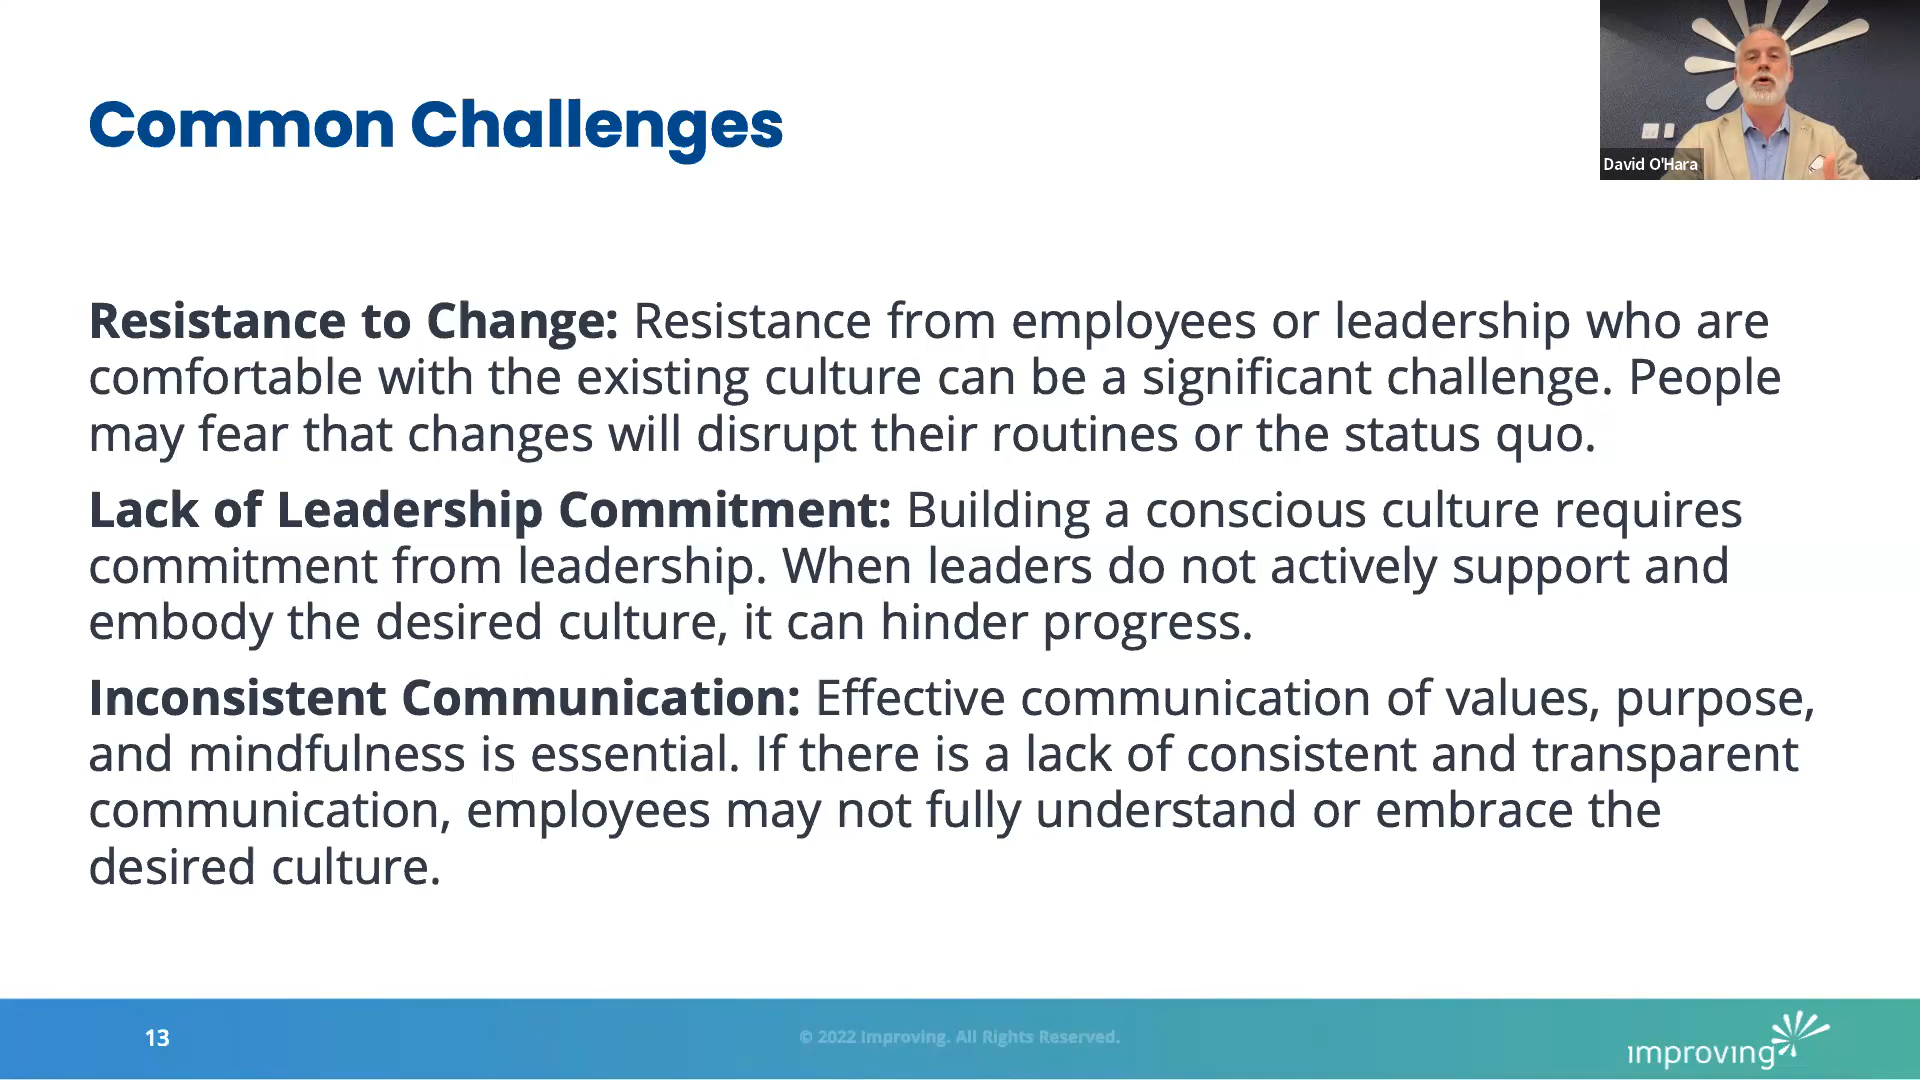 Common Challenges
David O'Hara
Resistance to Change: Resistance from employees or leadership who are
comfortable with the existing culture can be a significant challenge. People
may fear that changes will disrupt their routines or the status quo.
Lack of Leadership Commitment: Building a conscious culture requires
commitment from leadership. When leaders do not actively support and
embody the desired culture, it can hinder progress.
Inconsistent Communication: Effective communication of values, purpose,
and mindfulness is essential. If there is a lack of consistent and transparent
communication, employees may not fully understand or embrace the
desired culture.
13
© 2022 Improving. All Rights Reserved.
improving